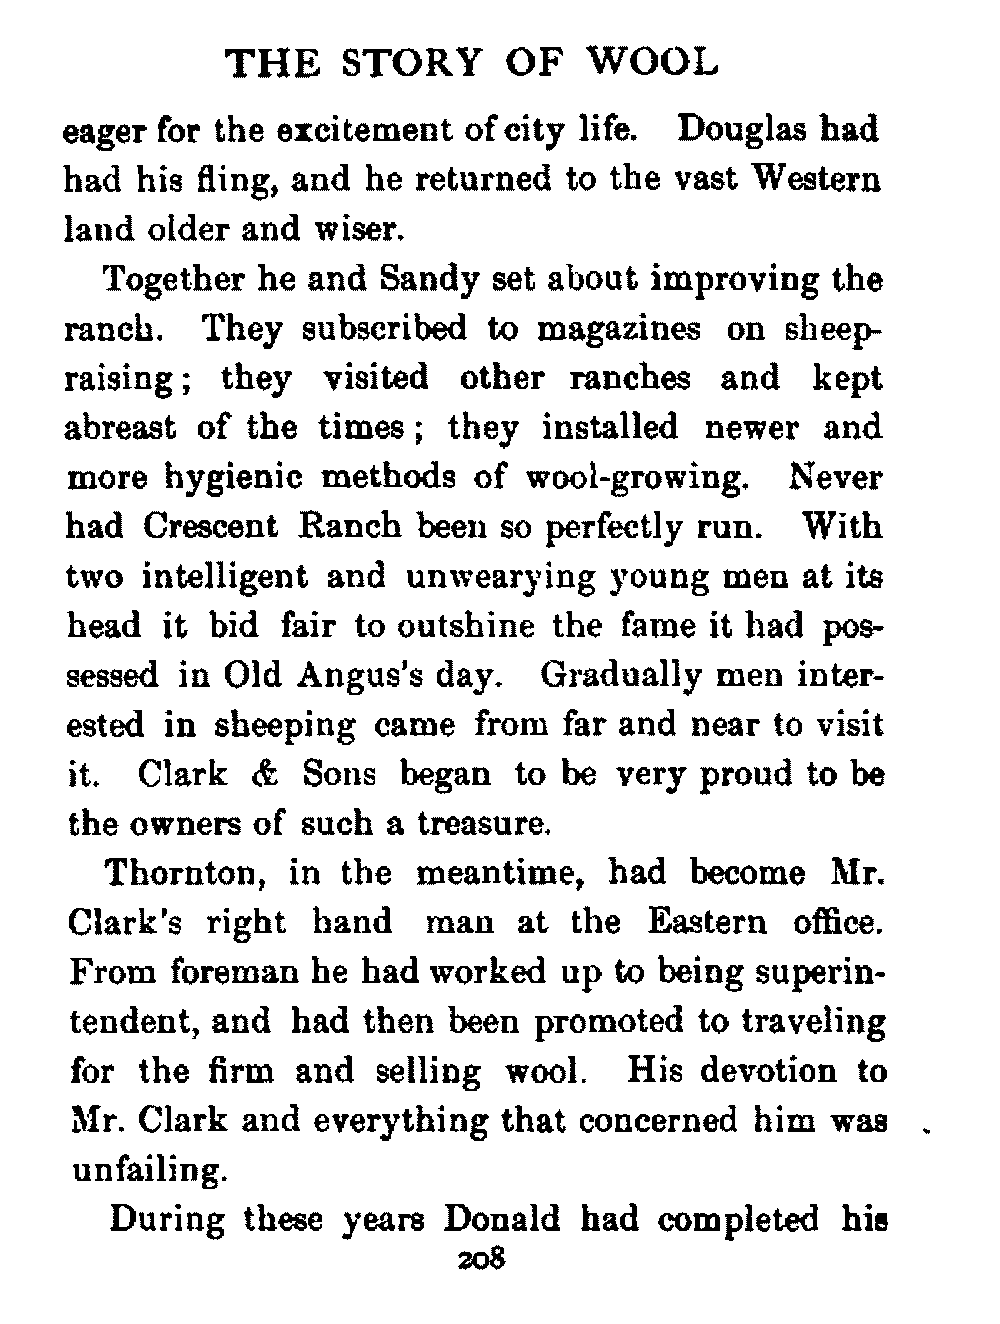 THE STORY OF WOOL
eager for the excitement of city life. Douglas had
had his fling, and he returned to the vast Western
land older and wiser.
Together he and Sandy set about improving the
ranch. They subscribed to magazines on sheep-
raising; they visited other ranches and kept
abreast of the times; they installed newer and
more hygienic methods of wool-growing. Never
had Crescent Ranch been so perfectly run. With
two intelligent and unwearying young men at its
head it bid fair to outshine the fame it had pos-
sessed in Old Angus's day. Gradually men inter-
ested in sheeping came from far and near to visit
it. Clark & Sons began to be very proud to be
the owners of such a treasure.
Thornton, in the meantime, had become Mr.
Clark's right hand man at the Eastern office.
From foreman he had worked up to being superin-
tendent, and had then been promoted to traveling
for the firm and selling wool. His devotion to
Mr. Clark and everything that concerned him was
unfailing.
During these years Donald had completed his
208